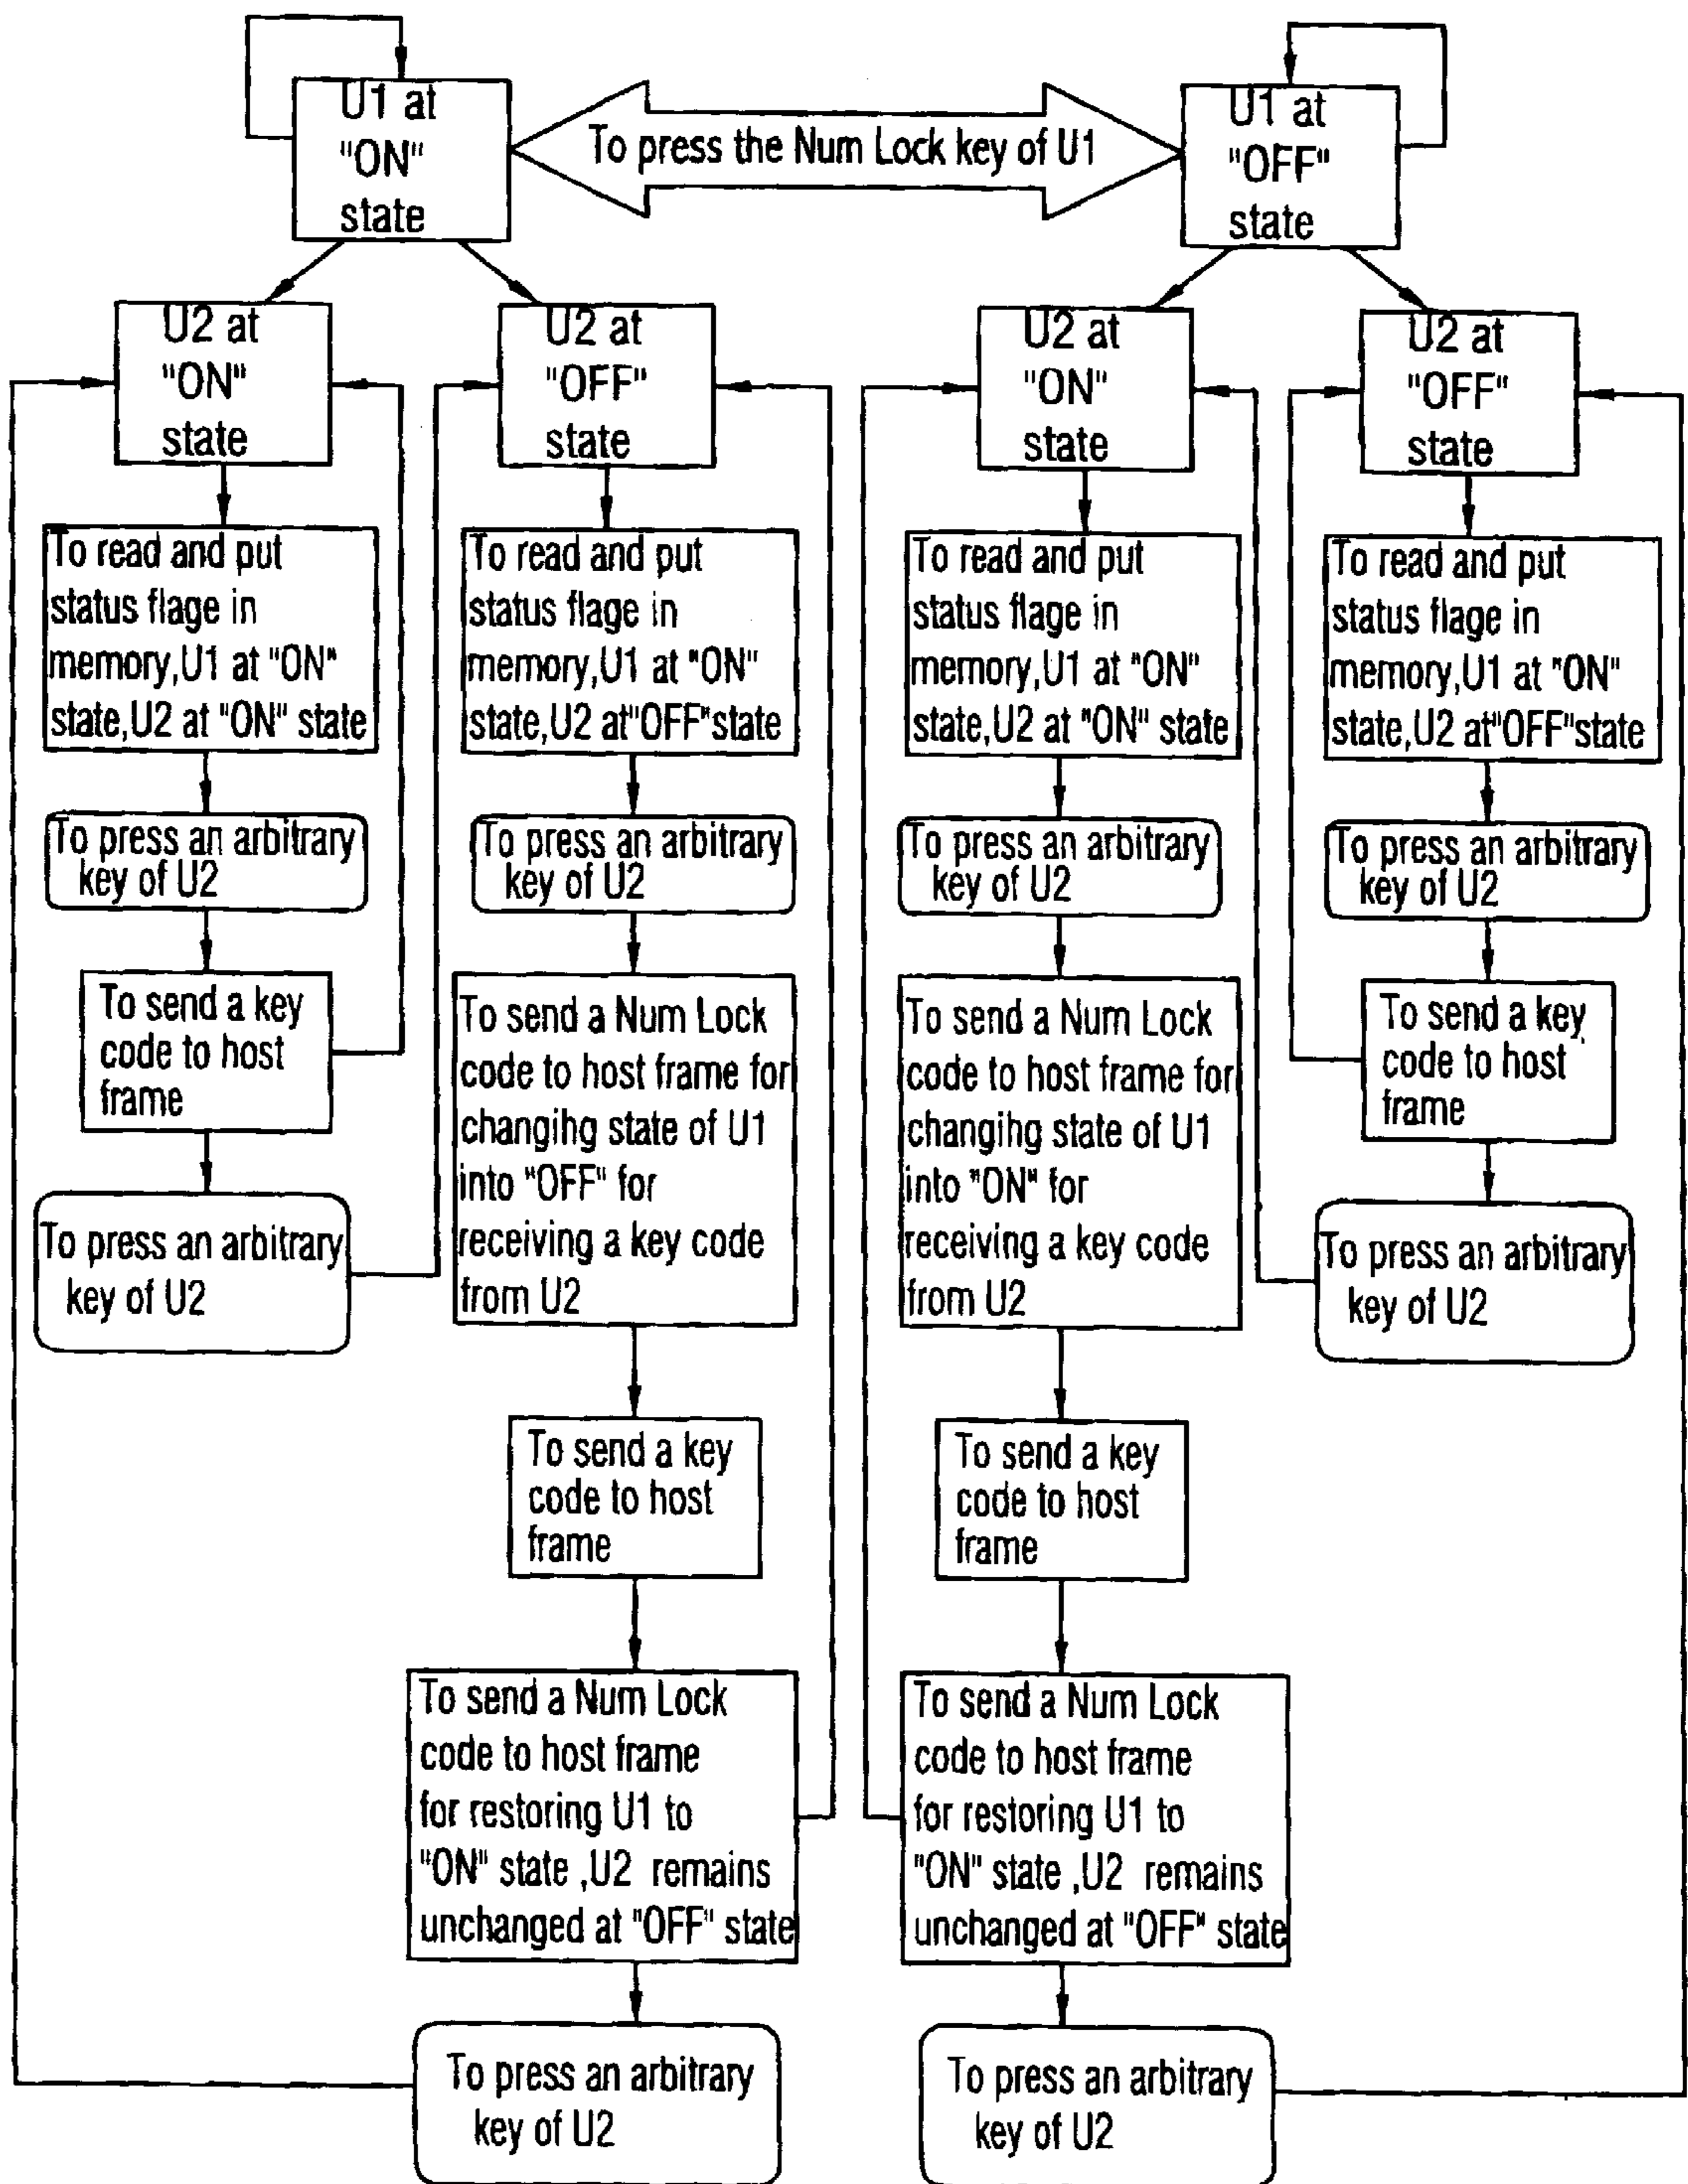 U1 at
"ON"
state
To press the Num Lock key of U1
U1 at
"OFF"
state
U2 at
"ON"
state
U2 at
"OFF"
state
U2 at
"ON"
state
U2 at
"OFF"
state
To read and put
status flage in
memory,U1 at "ON"
state,U2 at "ON" state
To read and put
status flage in
memory,U1 at "ON"
state,U2 at"OFF"state
To read and put
status flage in
memory,U1 at "ON"
state,U2 at "ON" state
To read and put
status flage in
memory,U1 at "ON"
state,U2 at"OFF"state
To press an arbitrary
key of U2
To press an arbitrary
key of U2
To press an arbitrary
key of U2
To press an arbitrary
key of U2
To send a key
code to host
frame
To send a Num Lock
code to host frame for
changihg state of U1
into "OFF" for
receiving a key code
from U2
To send a Num Lock
code to host frame for
changihg state of U1
into "ON" for
receiving a key code
from U2
To send a key
code to host
frame
To press an arbitrary
key of U2
To press an arbitrary
key of U2
To send a key
code to host
frame
To send a key
code to host
frame
To send a Num Lock
code to host frame
for restoring U1 to
"ON" state ,U2 remains
unchanged at "OFF" state
To send a Num Lock
code to host frame
for restoring U1 to
"ON" state ,U2 remains
unchanged at "OFF" state
To press an arbitrary
key of U2
To press an arbitrary
key of U2